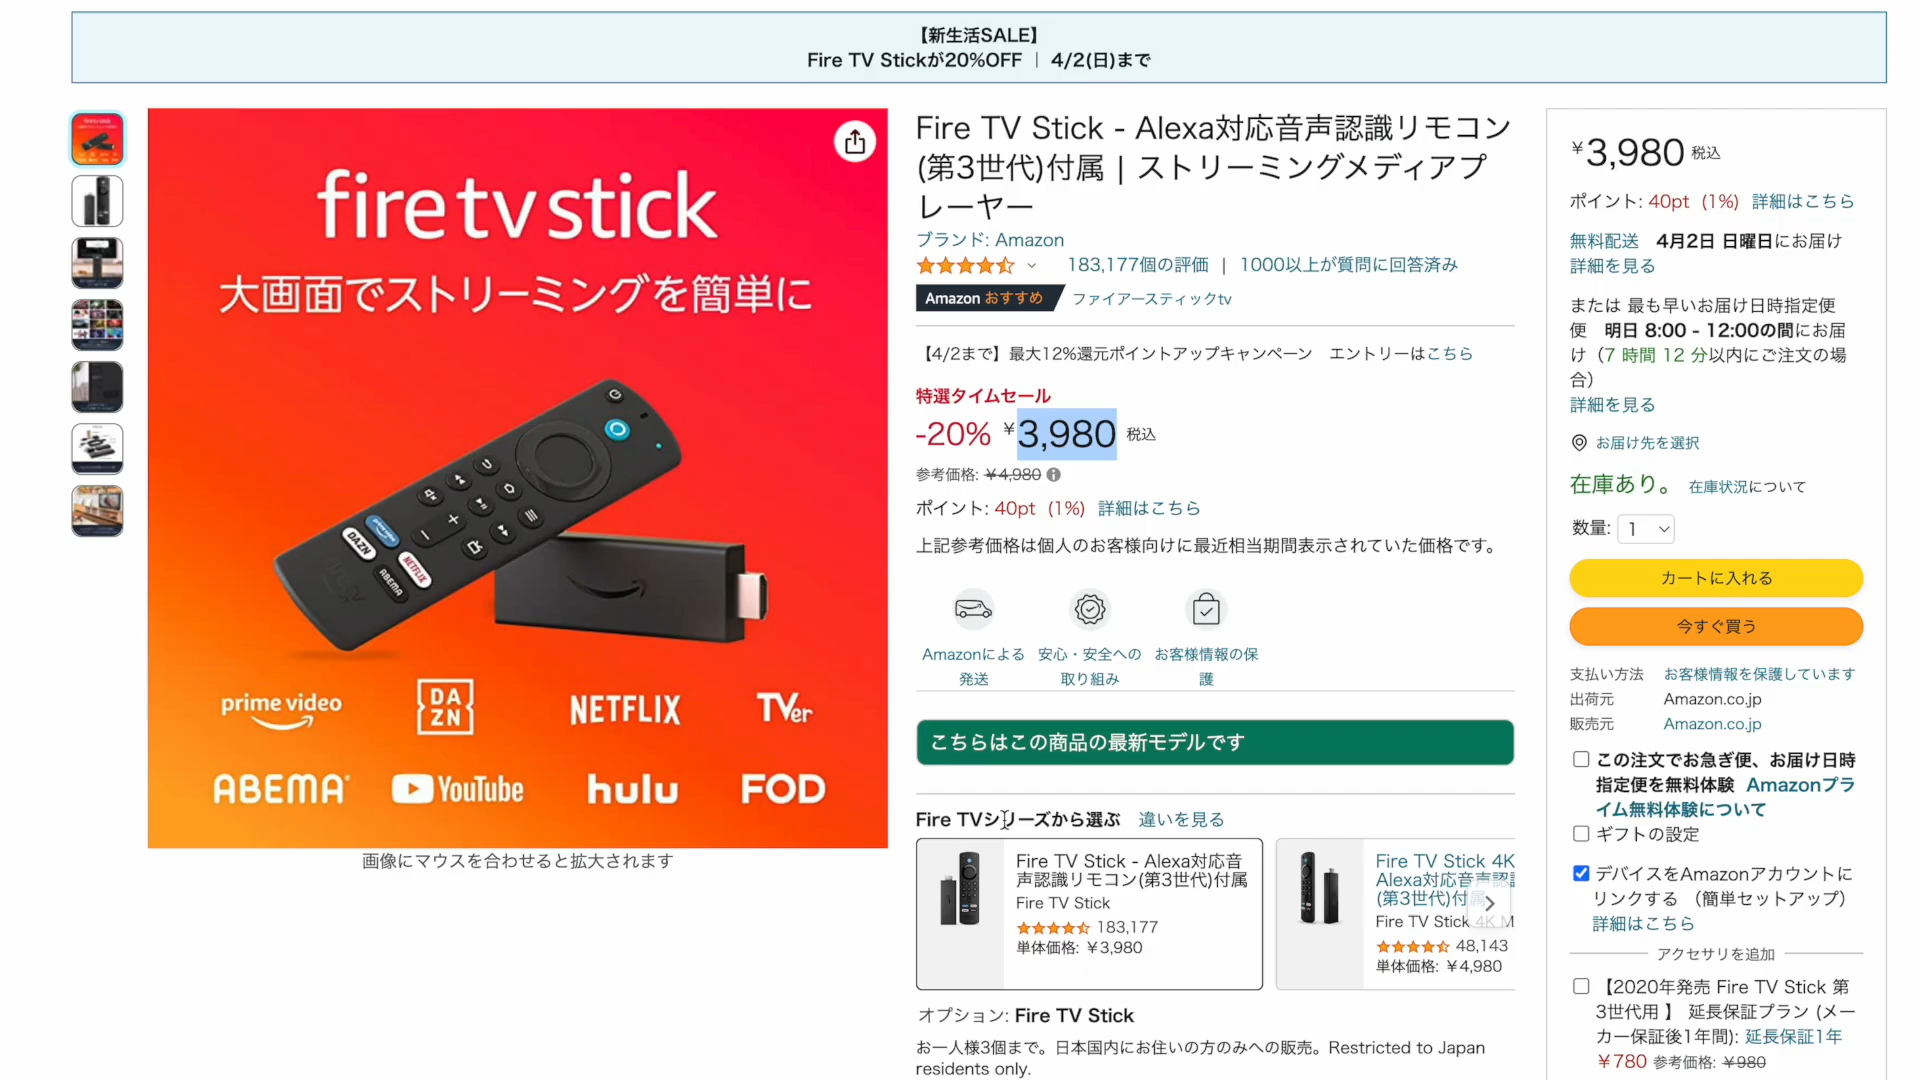 【新生活SALE】
Fire TV Stickが20%OFF ｜ 4/2(日)まで
fire tv stick
大画面でストリーミングを簡単に
DAZN
prime video
ABEMA
NETFLIX
prime video
DAZN
NETFLIX
TVer
ABEMA
YouTube
hulu
FOD
画像にマウスを合わせると拡大されます
Fire TV Stick - Alexa対応音声認識リモコン
(第3世代)付属 | ストリーミングメディアプ
レーヤー
ブランド: Amazon
183,177個の評価 | 1000以上が質問に回答済み
Amazon おすすめ ファイアースティックtv
【4/2まで】最大12%還元ポイントアップキャンペーン エントリーはこちら
特選タイムセール
-20% ¥3,980 税込
参考価格: ¥4,980
ポイント: 40pt (1%) 詳細はこちら
上記参考価格は個人のお客様向けに最近相当期間表示されていた価格です。
Amazonによる
発送
安心・安全への
取り組み
お客様情報の保
護
こちらはこの商品の最新モデルです
Fire TVシリーズから選ぶ 違いを見る
Fire TV Stick - Alexa対応音
声認識リモコン(第3世代)付属
Fire TV Stick
183,177
単体価格: ¥3,980
Fire TV Stick 4K
Alexa対応音声認識
(第3世代)付属
Fire TV Stick 4K M
48,143
単体価格: ¥4,980
オプション: Fire TV Stick
お一人様3個まで。日本国内にお住いの方のみへの販売。Restricted to Japan
residents only.
¥3,980 税込
ポイント: 40pt (1%) 詳細はこちら
無料配送 4月2日 日曜日にお届け
詳細を見る
または 最も早いお届け日時指定便
便 明日 8:00 - 12:00の間にお届
け（7 時間 12 分以内にご注文の場
合）
詳細を見る
お届け先を選択
在庫あり。 在庫状況について
数量: 1
カートに入れる
今すぐ買う
支払い方法 お客様情報を保護しています
出荷元 Amazon.co.jp
販売元 Amazon.co.jp
この注文でお急ぎ便、お届け日時
指定便を無料体験 Amazonプラ
イム無料体験について
ギフトの設定
デバイスをAmazonアカウントに
リンクする （簡単セットアップ）
詳細はこちら
アクセサリを追加
【2020年発売 Fire TV Stick 第
3世代用 】 延長保証プラン (メー
カー保証後1年間): 延長保証1年
¥780 参考価格: ¥980